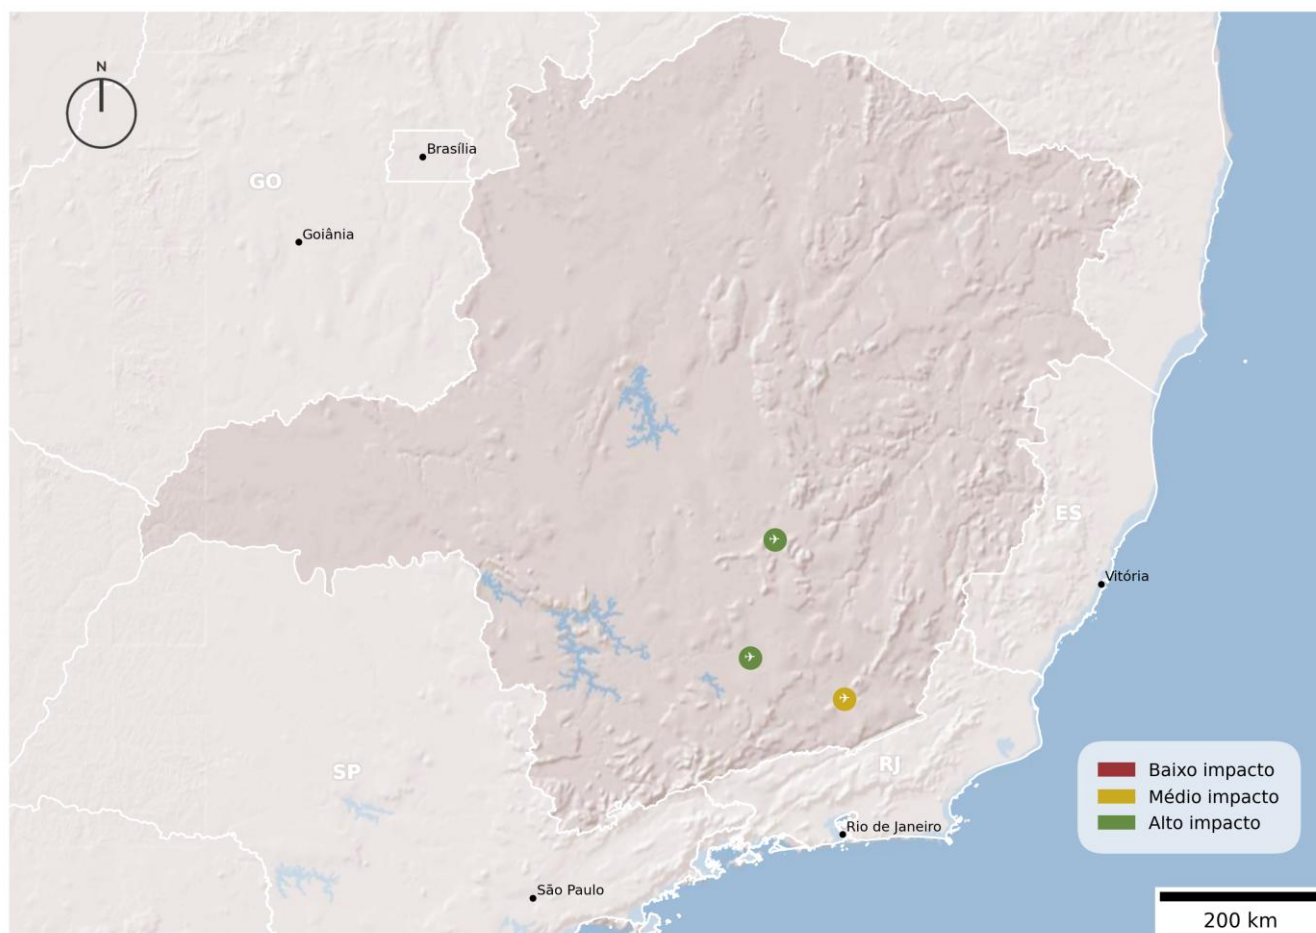 N
Brasília
GO
Goiânia
ES
Vitória
RJ
SP
Rio de Janeiro
São Paulo
Baixo impacto
Médio impacto
Alto impacto
200 km